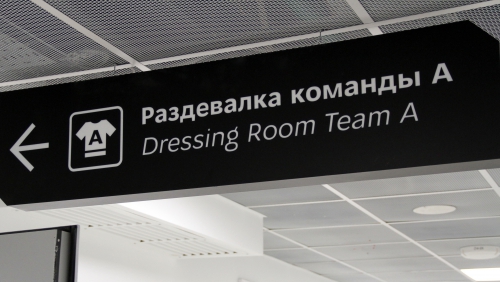 A
Раздевалка команды А
Dressing Room Team A